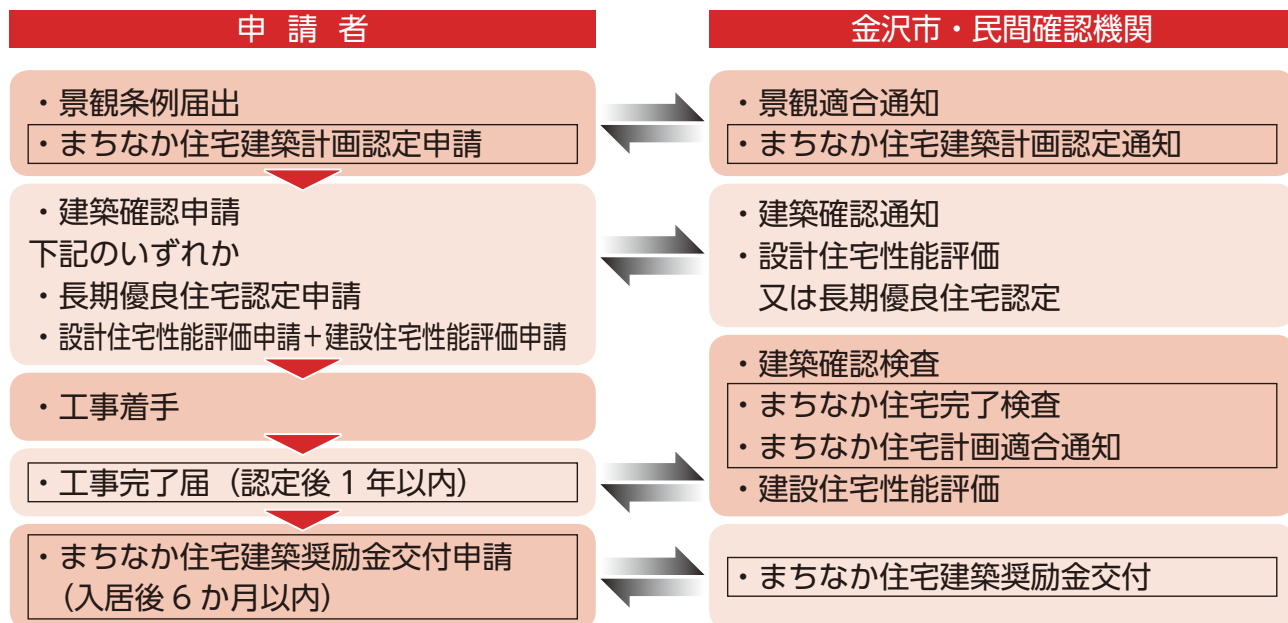 申請者
金沢市・民間確認機関
・景観条例届出
・まちなか住宅建築計画認定申請
・景観適合通知
・まちなか住宅建築計画認定通知
・建築確認申請
下記のいずれか
・長期優良住宅認定申請
・設計住宅性能評価申請＋建設住宅性能評価申請
・建築確認通知
・設計住宅性能評価
又は長期優良住宅認定
・工事着手
・工事完了届（認定後 1 年以内）
・建築確認検査
・まちなか住宅完了検査
・まちなか住宅計画適合通知
・建設住宅性能評価
・まちなか住宅建築奨励金交付申請
（入居後 6 か月以内）
・まちなか住宅建築奨励金交付